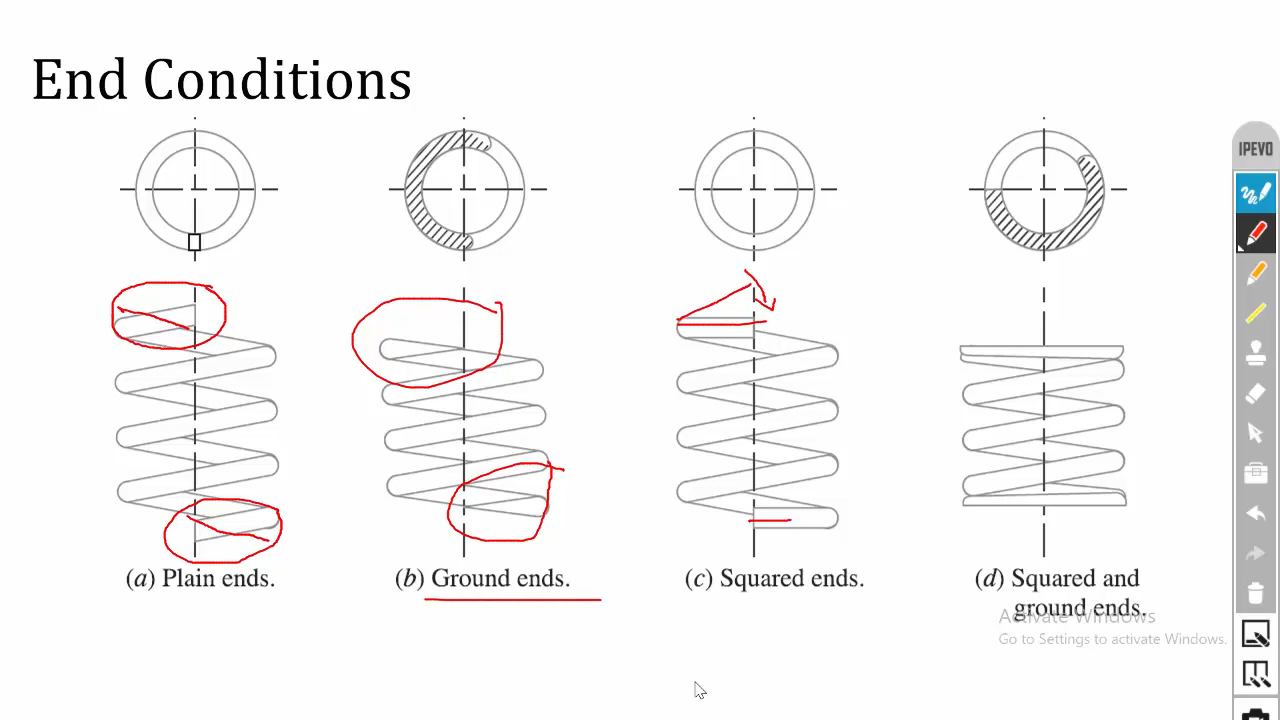 End Conditions
IPEVO
(a) Plain ends.
(b) Ground ends.
(c) Squared ends.
(d) Squared and
ground ends.
Activate Windows
Go to Settings to activate Windows.